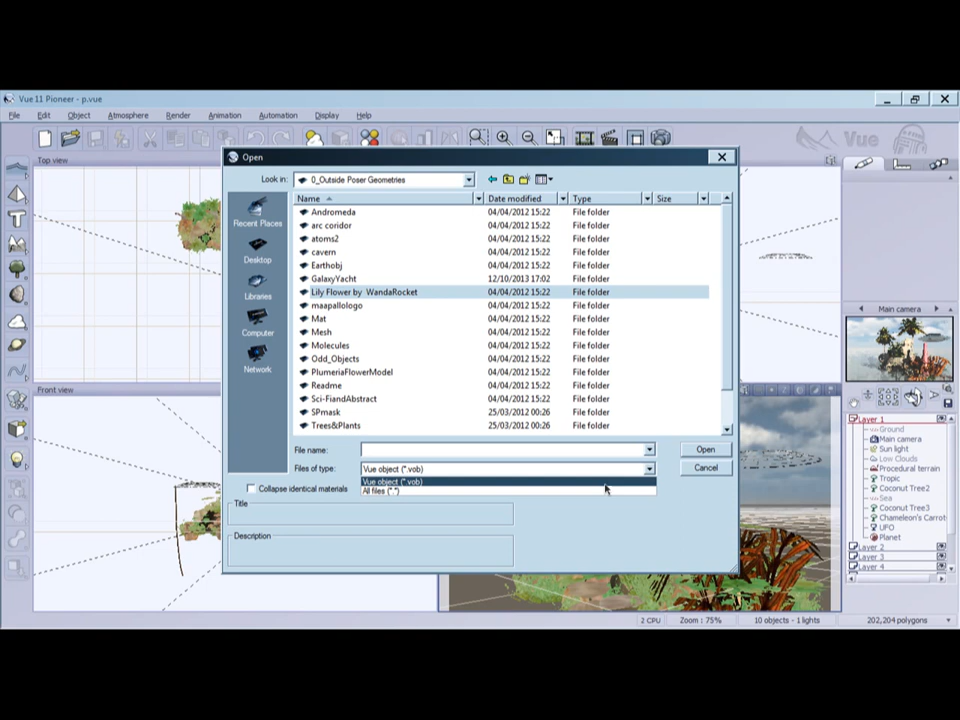 Vue 11 Pioneer - p.vue
File Edit Object Atmosphere Render Animation Automation Display Help
Vue
Top view
Open
Look in: 0_Outside Poser Geometries
Name Date modified Type Size
Recent Places
Desktop
Libraries
Computer
Network
Andromeda 04/04/2012 15:22 File folder
arc coridor 04/04/2012 15:22 File folder
atoms2 04/04/2012 15:22 File folder
cavern 04/04/2012 15:22 File folder
Earthobj 04/04/2012 15:22 File folder
GalaxyYacht 12/10/2013 17:02 File folder
Lily Flower by WandaRocket 04/04/2012 15:22 File folder
maapallologo 04/04/2012 15:22 File folder
Mat 04/04/2012 15:22 File folder
Mesh 04/04/2012 15:22 File folder
Molecules 04/04/2012 15:22 File folder
Odd_Objects 04/04/2012 15:22 File folder
PlumeriaFlowerModel 04/04/2012 15:22 File folder
Readme 04/04/2012 15:22 File folder
Sci-FiandAbstract 04/04/2012 15:22 File folder
SPmask 25/03/2012 00:26 File folder
Trees&Plants 25/03/2012 00:26 File folder
File name: Open
Files of type: Vue object (*.vob) Cancel
Vue object (*.vob)
All files (*.*)
Collapse identical materials
Title
Description
Front view
Main camera
Layer 1
Ground
Main camera
Sun light
Low Clouds
Procedural terrain
Tropic
Coconut Tree2
Sea
Coconut Tree3
Chameleon's Carrot
UFO
Planet
Layer 2
Layer 3
Layer 4
2 CPU Zoom : 75% 10 objects - 1 lights 202,204 polygons